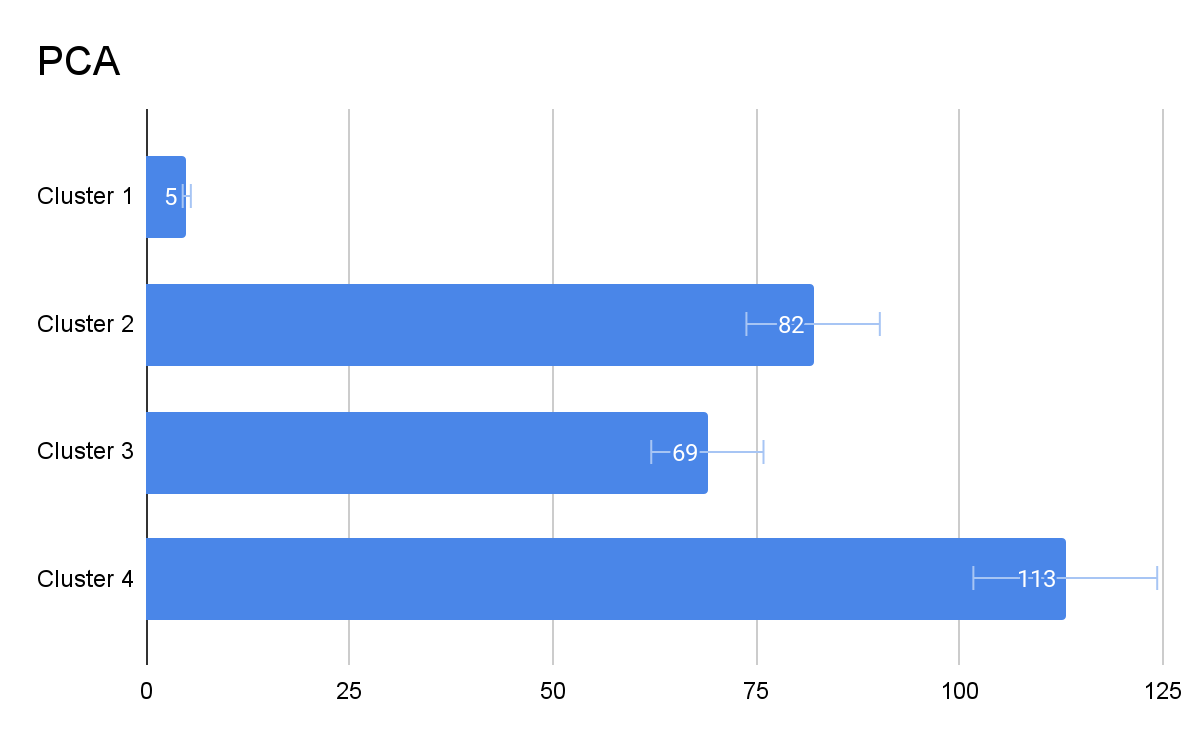 PCA
Cluster 1
5
Cluster 2
82
Cluster 3
69
Cluster 4
113
0 25 50 75 100 125